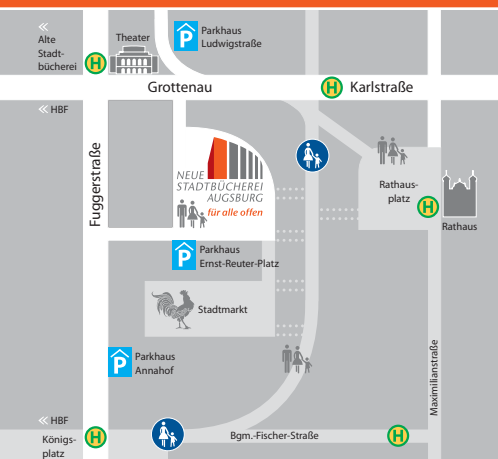 «
Alte
Stadt-
bücherei
H
Theater
P
Parkhaus
Ludwigstraße
Grottenau
H
Karlstraße
« HBF
Fuggerstraße
NEUE
STADTBÜCHEREI
AUGSBURG
für alle offen
Rathaus-
platz
H
Rathaus
P
Parkhaus
Ernst-Reuter-Platz
Stadtmarkt
P
Parkhaus
Annahof
Maximilianstraße
« HBF
Königs-
platz
H
Bgm.-Fischer-Straße
H